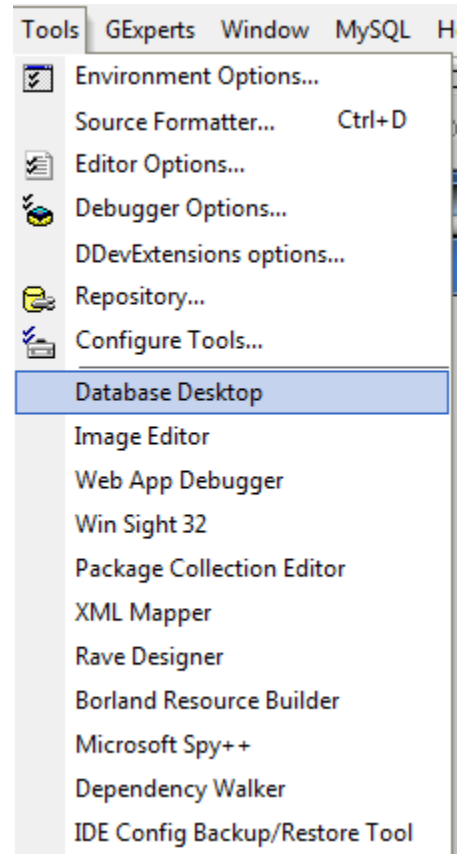 Tools GExperts Window MySQL
Environment Options...
Source Formatter... Ctrl+D
Editor Options...
Debugger Options...
DDevExtensions options...
Repository...
Configure Tools...
Database Desktop
Image Editor
Web App Debugger
Win Sight 32
Package Collection Editor
XML Mapper
Rave Designer
Borland Resource Builder
Microsoft Spy++
Dependency Walker
IDE Config Backup/Restore Tool